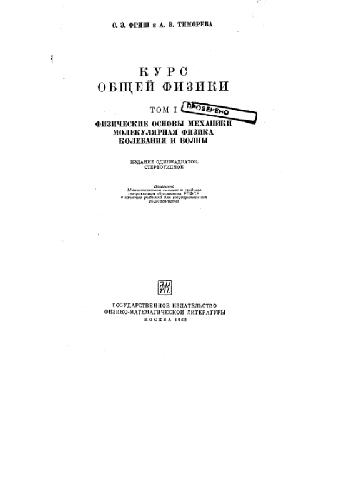 С. Э. ФРИШ и А. В. ТИМОРЕВА
КУРС
ОБЩЕЙ ФИЗИКИ
ТОМ I
ПРОВЕРЕНО
ФИЗИЧЕСКИЕ ОСНОВЫ МЕХАНИКИ
МОЛЕКУЛЯРНАЯ ФИЗИКА
КОЛЕБАНИЯ И ВОЛНЫ
ИЗДАНИЕ ОДИННАДЦАТОЕ,
СТЕРЕОТИПНОЕ
ГОСУДАРСТВЕННОЕ ИЗДАТЕЛЬСТВО
ФИЗИКО-МАТЕМАТИЧЕСКОЙ ЛИТЕРАТУРЫ
МОСКВА